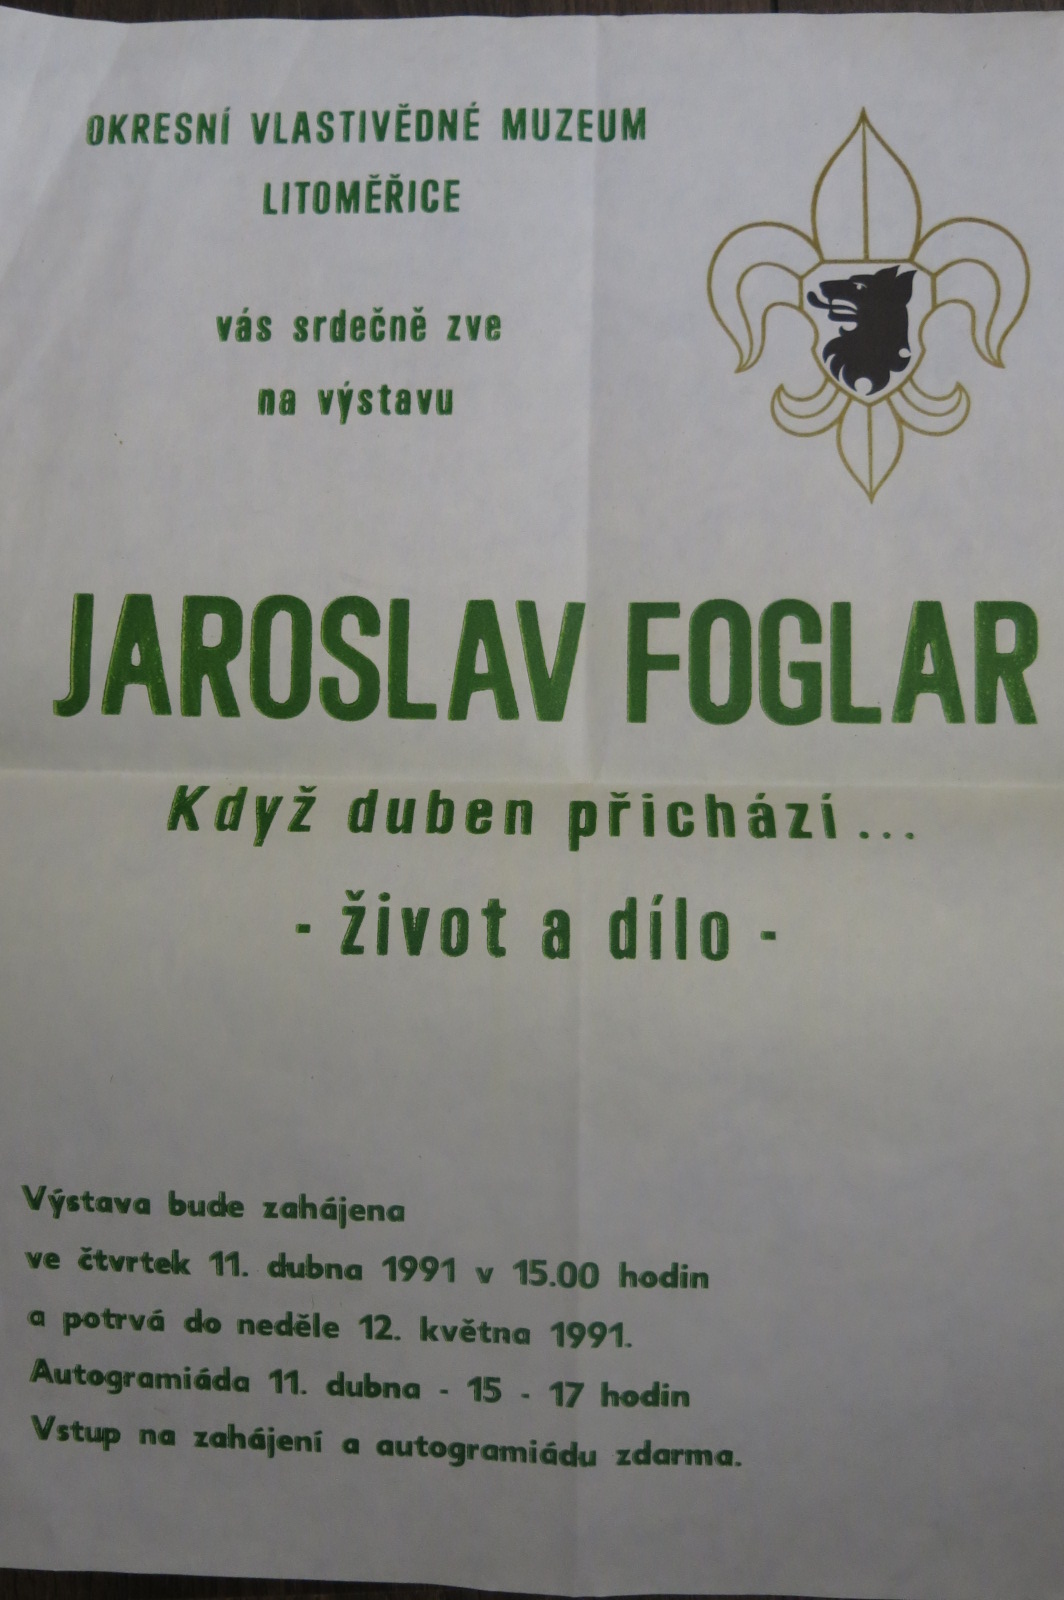 OKRESNÍ VLASTIVĚDNÉ MUZEUM
LITOMĚŘICE
vás srdečně zve
na výstavu
JAROSLAV FOGLAR
Když duben přichází...
- život a dílo -
Výstava bude zahájena
ve čtvrtek 11. dubna 1991 v 15.00 hodin
a potrvá do neděle 12. května 1991.
Autogramiáda 11. dubna - 15 - 17 hodin
Vstup na zahájení a autogramiádu zdarma.